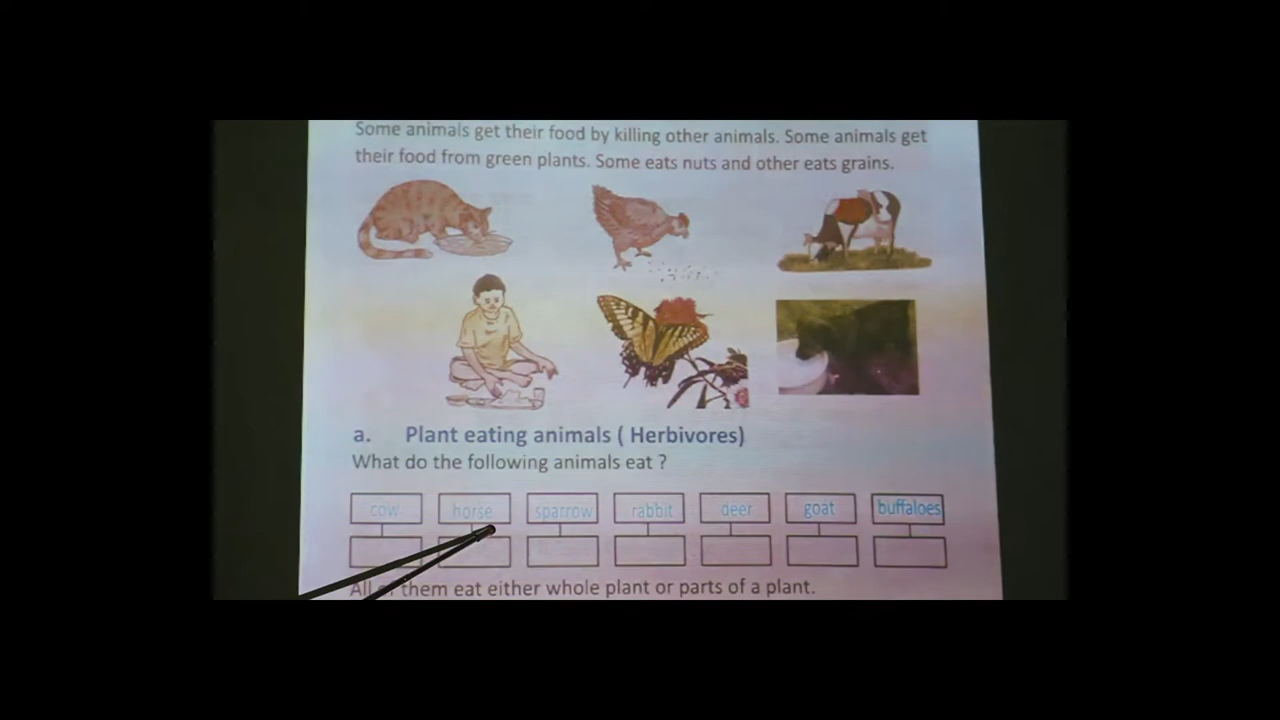 Some animals get their food by killing other animals. Some animals get
their food from green plants. Some eats nuts and other eats grains.
a. Plant eating animals ( Herbivores)
What do the following animals eat ?
cow horse sparrow rabbit deer goat buffaloes
All of them eat either whole plant or parts of a plant.